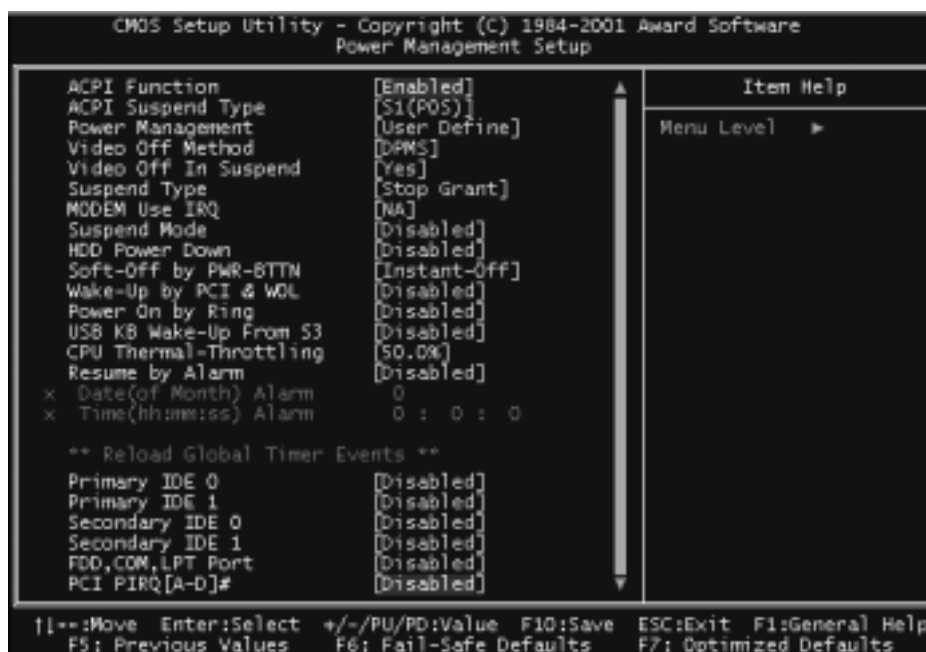 CMOS Setup Utility - Copyright (C) 1984-2001 Award Software
Power Management Setup
ACPI Function [Enabled]
ACPI Suspend Type [S1(POS)]
Power Management [User Define]
Video Off Method [DPMS]
Video Off In Suspend [Yes]
Suspend Type [Stop Grant]
MODEM Use IRQ [NA]
Suspend Mode [Disabled]
HDD Power Down [Disabled]
Soft-Off by PWR-BTTN [Instant-Off]
Wake-Up by PCI & WOL [Disabled]
Power On by Ring [Disabled]
USB KB Wake-Up From S3 [Disabled]
CPU Thermal-Throttling [50.0%]
Resume by Alarm [Disabled]
x Date(of Month) Alarm 0
x Time(hh:mm:ss) Alarm 0 : 0 : 0
** Reload Global Timer Events **
Primary IDE 0 [Disabled]
Primary IDE 1 [Disabled]
Secondary IDE 0 [Disabled]
Secondary IDE 1 [Disabled]
FDD,COM,LPT Port [Disabled]
PCI PIRQ[A-D]# [Disabled]
Item Help
Menu Level ►
↑↓←→:Move Enter:Select +/-/PU/PD:Value F10:Save ESC:Exit F1:General Help
F5: Previous Values F6: Fail-Safe Defaults F7: Optimized Defaults